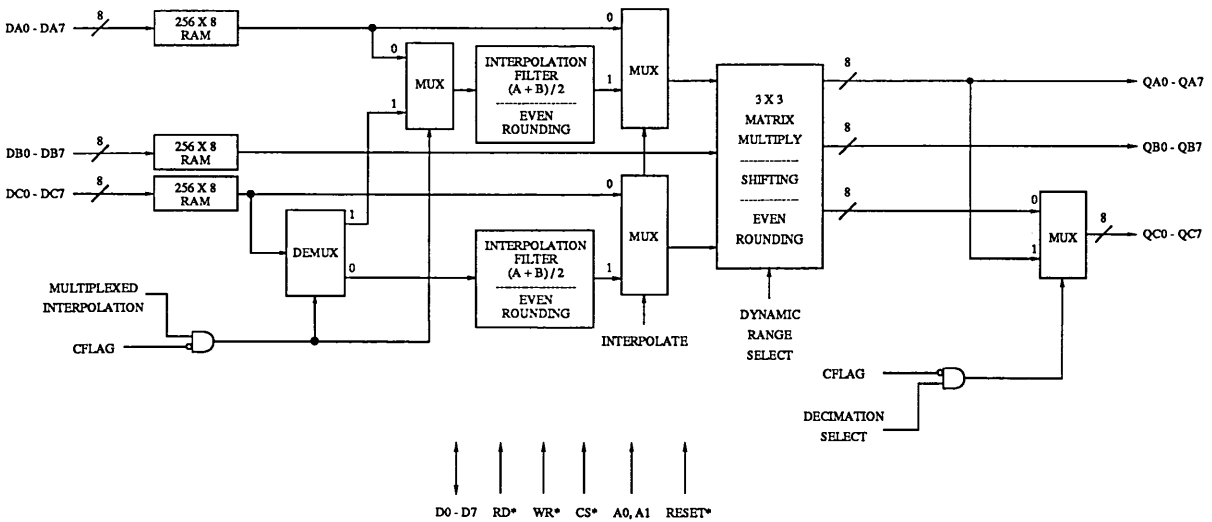 DA0 - DA7
8
256 X 8
RAM
0
0
MUX
1
INTERPOLATION
FILTER
(A + B) / 2
EVEN
ROUNDING
1
MUX
3 X 3
MATRIX
MULTIPLY
SHIFTING
EVEN
ROUNDING
8
QA0 - QA7
DB0 - DB7
8
256 X 8
RAM
8
QB0 - QB7
DC0 - DC7
8
256 X 8
RAM
0
MUX
8
0
MUX
1
8
QC0 - QC7
DEMUX
1
0
INTERPOLATION
FILTER
(A + B) / 2
EVEN
ROUNDING
1
MULTIPLEXED
INTERPOLATION
CFLAG
INTERPOLATE
DYNAMIC
RANGE
SELECT
CFLAG
DECIMATION
SELECT
D0 - D7
RD*
WR*
CS*
A0, A1
RESET*